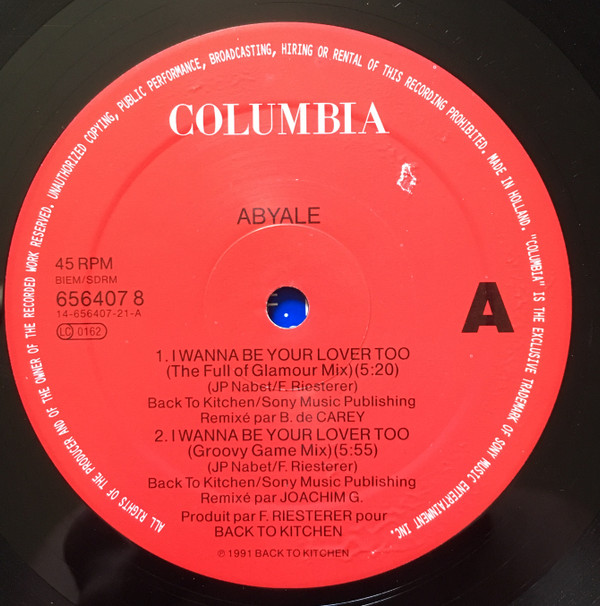 ALL RIGHTS OF THE PRODUCER AND OF THE OWNER OF THE RECORDED WORK RESERVED. UNAUTHORIZED COPYING, PUBLIC PERFORMANCE, BROADCASTING, HIRING OR RENTAL OF THIS RECORDING PROHIBITED. MADE IN HOLLAND. "COLUMBIA" IS THE EXCLUSIVE TRADEMARK OF SONY MUSIC ENTERTAINMENT INC.
COLUMBIA
ABYALE
45 RPM
BIEM/SDRM
656407 8
14-656407-21-A
LC 0162
A
1. I WANNA BE YOUR LOVER TOO
(The Full of Glamour Mix)(5:20)
(JP Nabet/F. Riesterer)
Back To Kitchen/Sony Music Publishing
Remixé par B. de CAREY
2. I WANNA BE YOUR LOVER TOO
(Groovy Game Mix)(5:55)
(JP Nabet/F. Riesterer)
Back To Kitchen/Sony Music Publishing
Remixé par JOACHIM G.
Produit par F. RIESTERER pour
BACK TO KITCHEN
℗ 1991 BACK TO KITCHEN